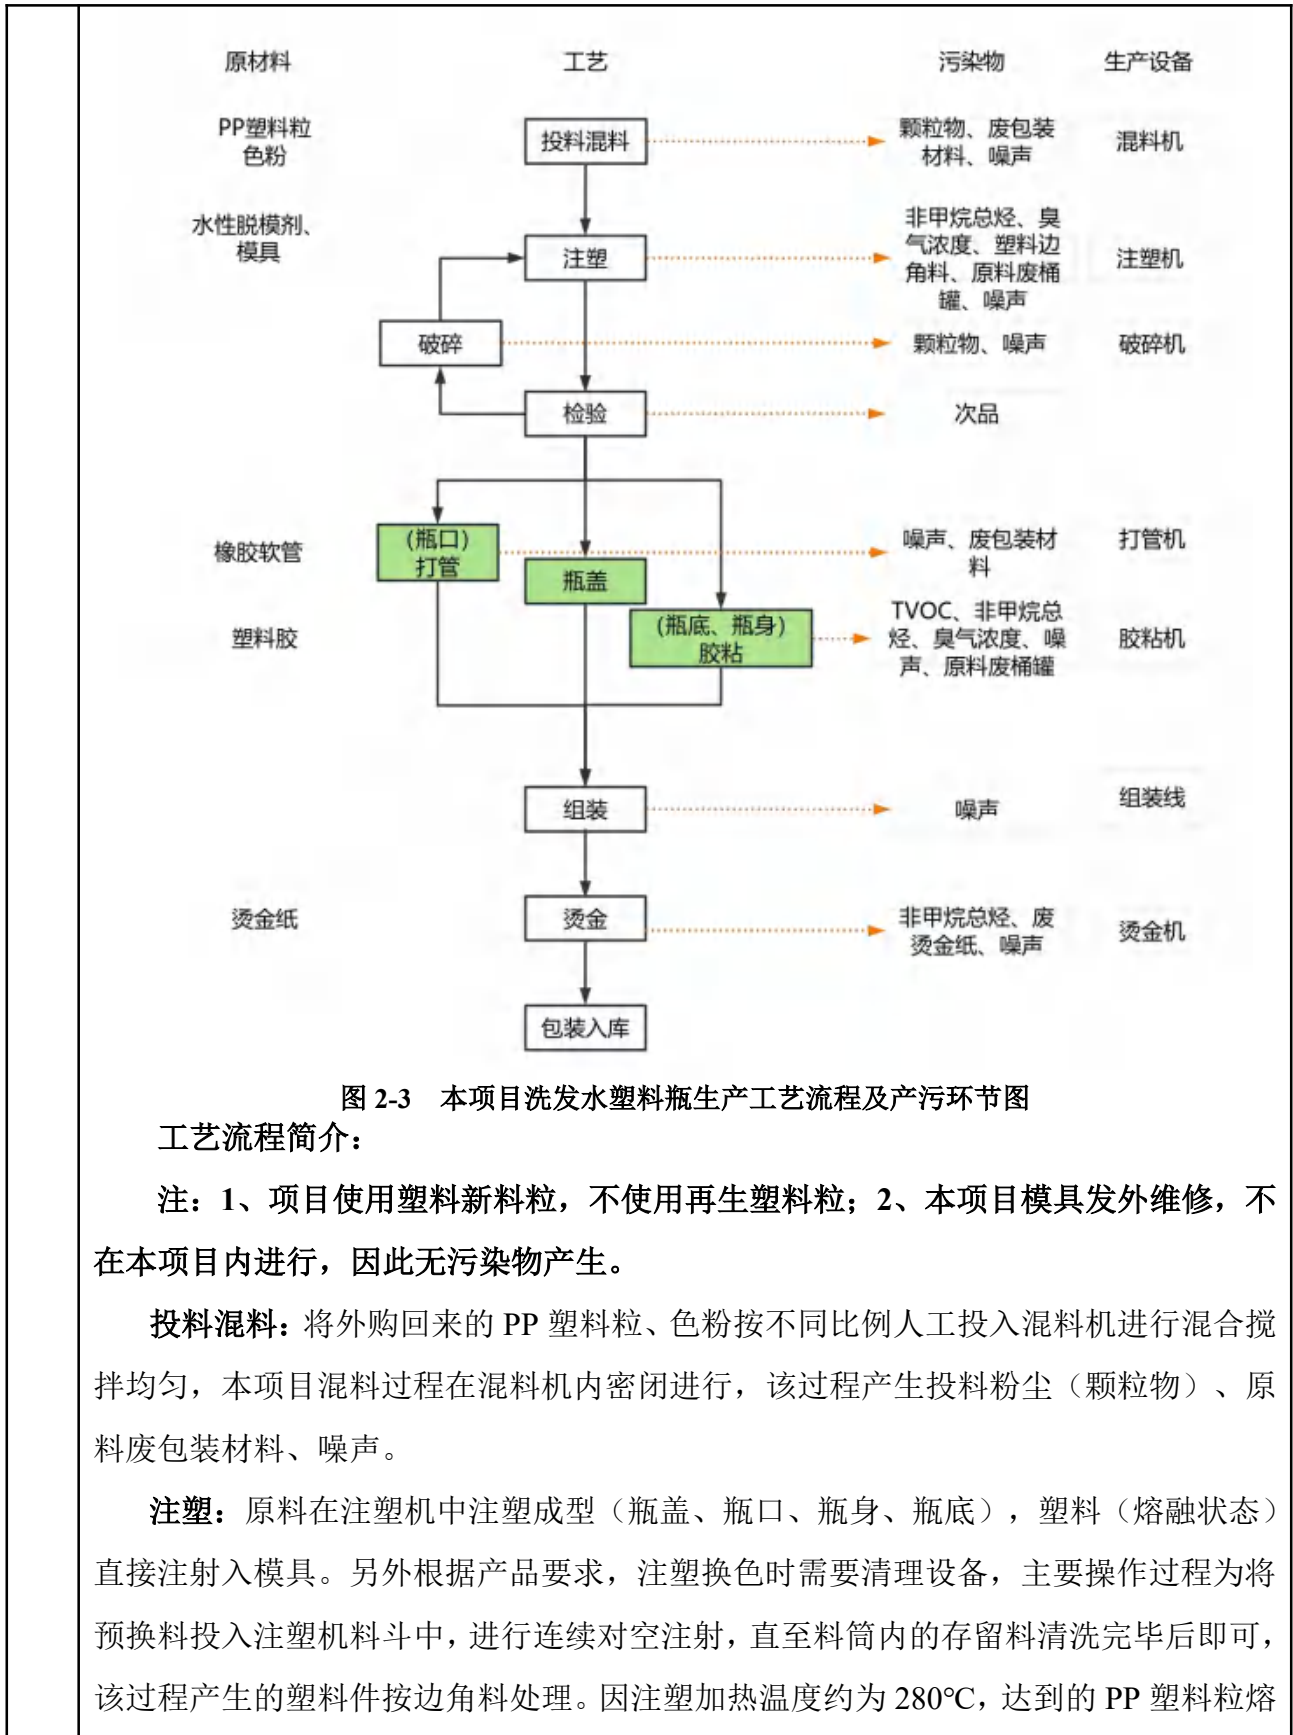 原材料 工艺 污染物 生产设备
PP塑料粒
色粉
投料混料
颗粒物、废包装
材料、噪声
混料机
水性脱模剂、
模具
注塑
非甲烷总烃、臭
气浓度、塑料边
角料、原料废桶
罐、噪声
注塑机
破碎
颗粒物、噪声
破碎机
检验
次品
橡胶软管
(瓶口)
打管
噪声、废包装材
料
打管机
瓶盖
塑料胶
(瓶底、瓶身)
胶粘
TVOC、非甲烷总
烃、臭气浓度、噪
声、原料废桶罐
胶粘机
组装
噪声
组装线
烫金纸
烫金
非甲烷总烃、废
烫金纸、噪声
烫金机
包装入库
图 2-3 本项目洗发水塑料瓶生产工艺流程及产污环节图
工艺流程简介：
注：1、项目使用塑料新料粒，不使用再生塑料粒；2、本项目模具发外维修，不
在本项目内进行，因此无污染物产生。
投料混料：将外购回来的 PP 塑料粒、色粉按不同比例人工投入混料机进行混合搅
拌均匀，本项目混料过程在混料机内密闭进行，该过程产生投料粉尘（颗粒物）、原
料废包装材料、噪声。
注塑：原料在注塑机中注塑成型（瓶盖、瓶口、瓶身、瓶底），塑料（熔融状态）
直接注射入模具。另外根据产品要求，注塑换色时需要清理设备，主要操作过程为将
预换料投入注塑机料斗中，进行连续对空注射，直至料筒内的存留料清洗完毕后即可，
该过程产生的塑料件按边角料处理。因注塑加热温度约为 280℃，达到的 PP 塑料粒熔